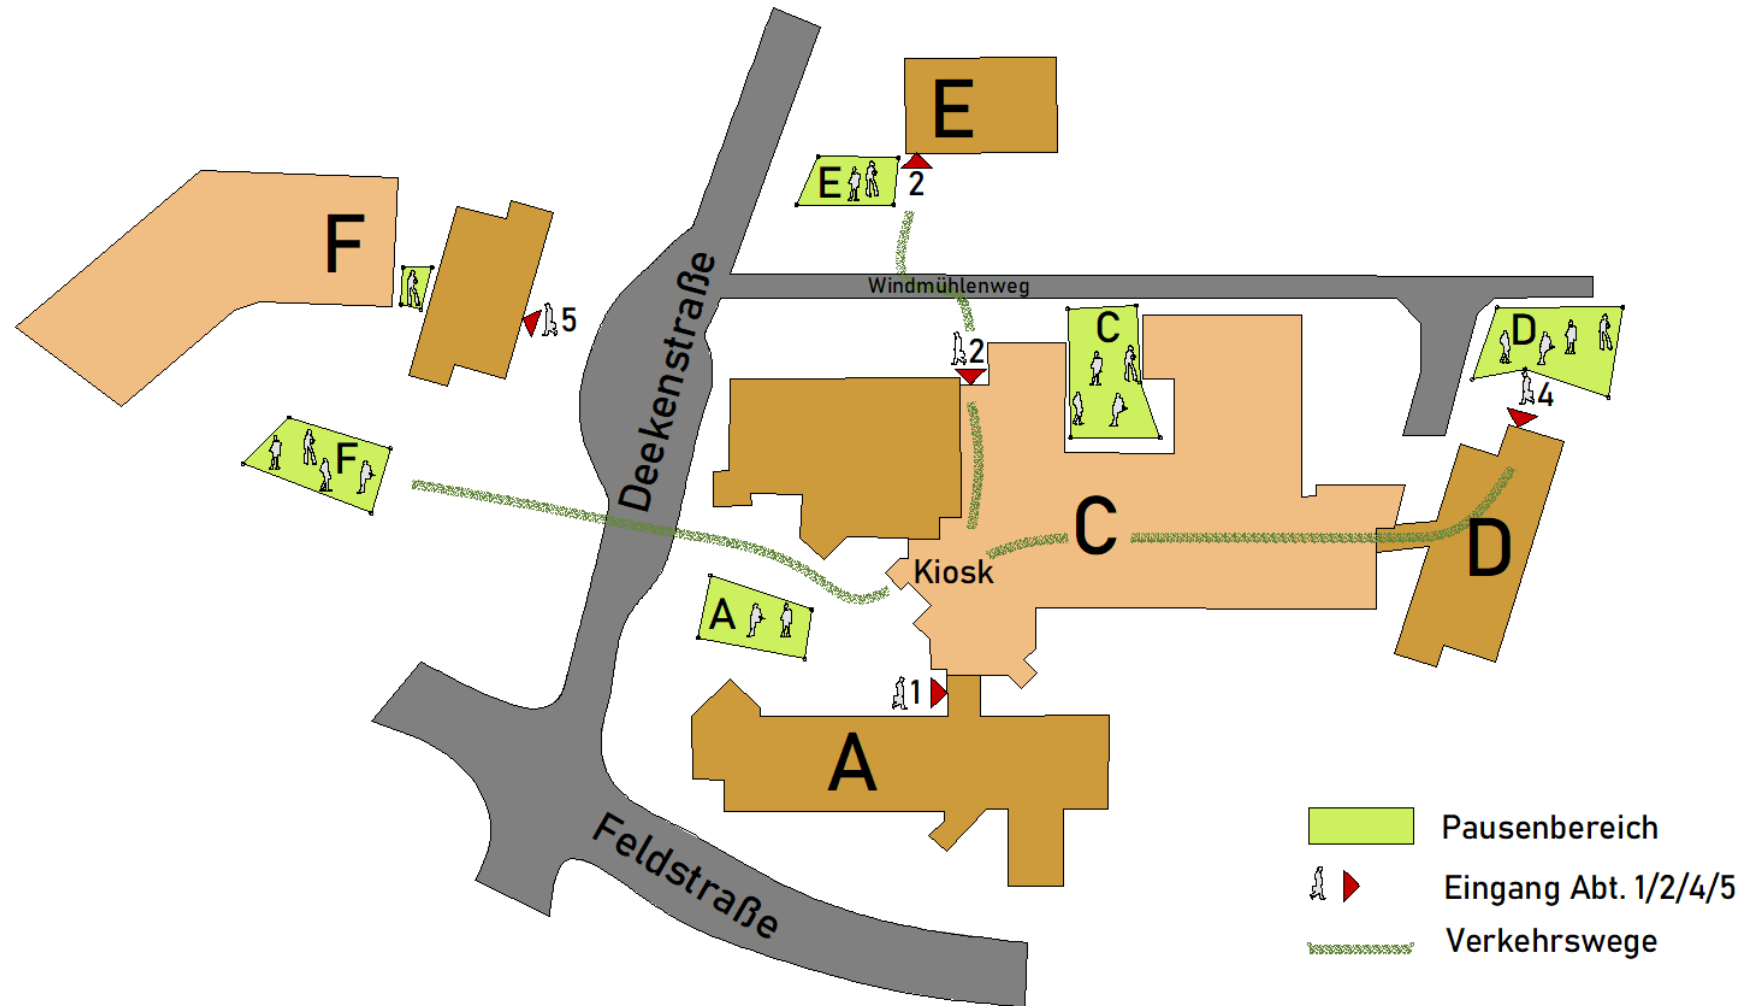 E
E
2
F
Deekenstraße
Windmühlenweg
5
C
D
2
4
F
C
D
Kiosk
A
1
A
Feldstraße
Pausenbereich
Eingang Abt. 1/2/4/5
Verkehrswege